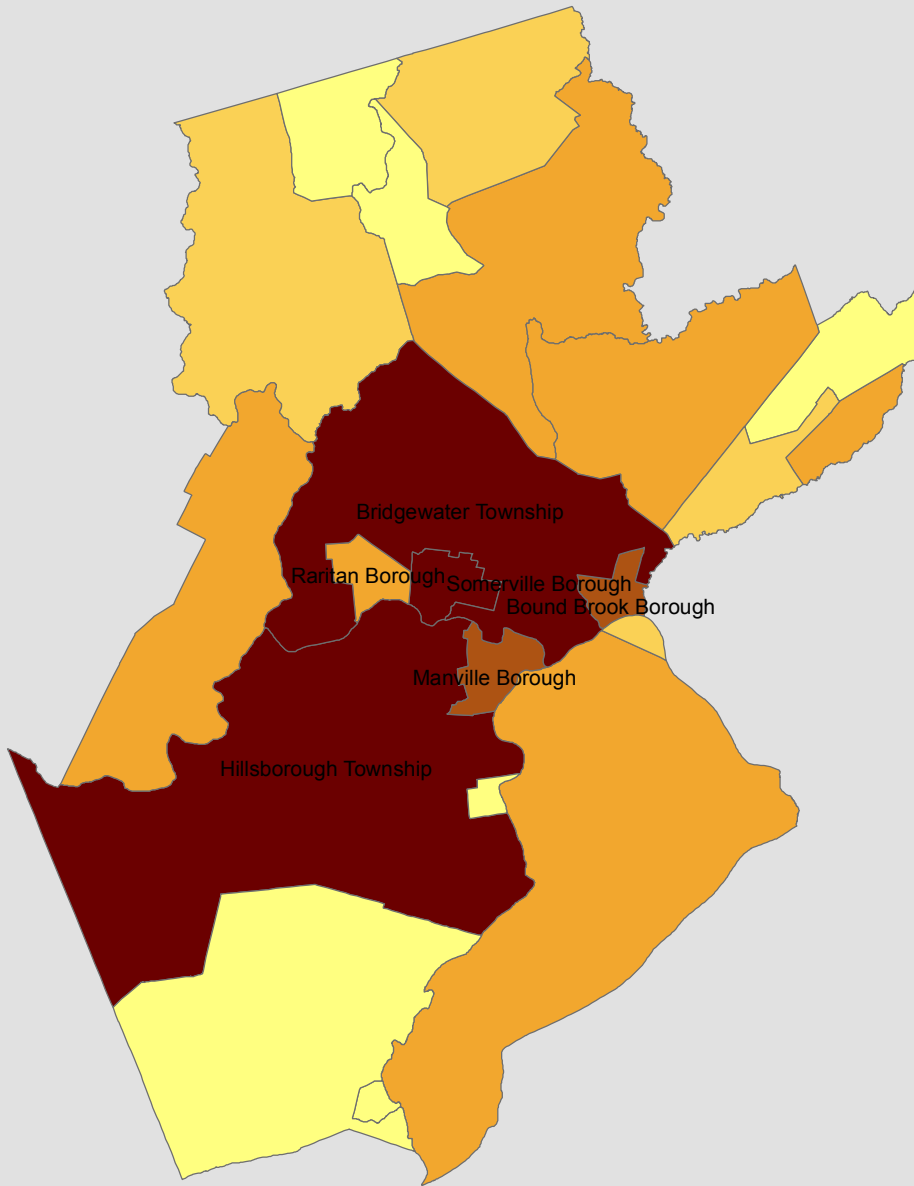 Bridgewater Township
Raritan Borough
Somerville Borough
Bound Brook Borough
Manville Borough
Hillsborough Township